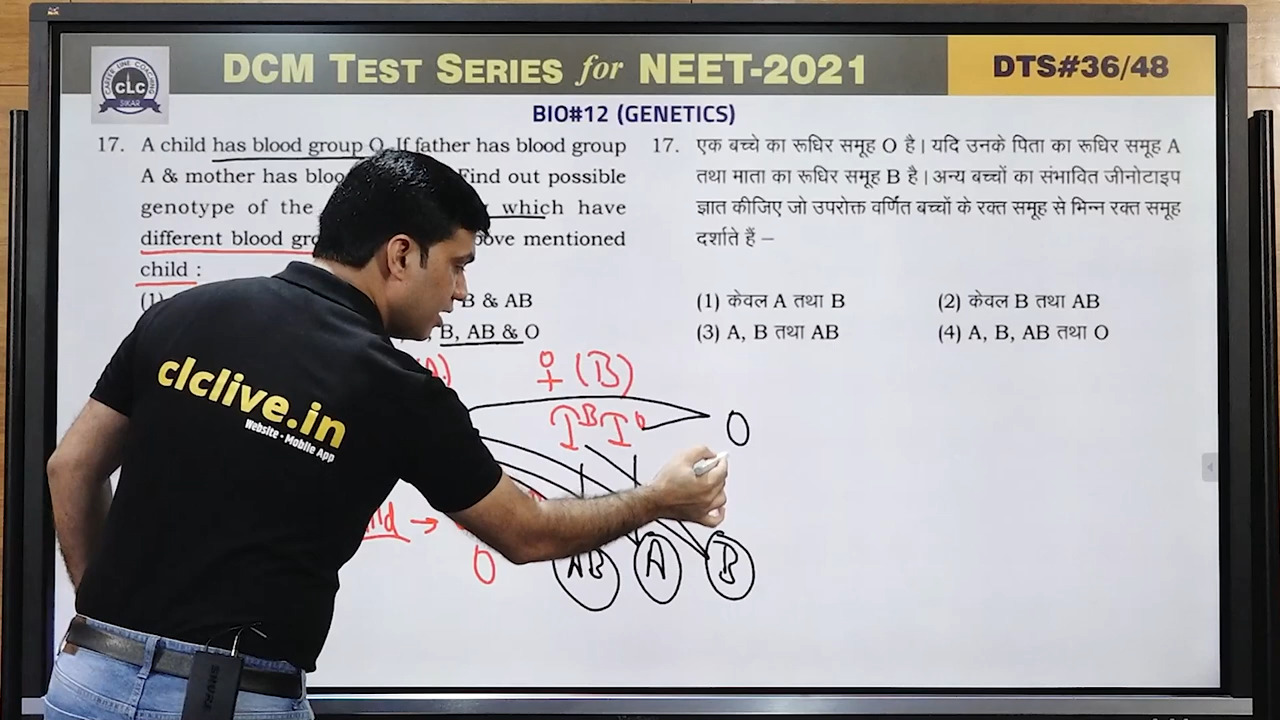 DCM TEST SERIES for NEET-2021
DTS#36/48
CLC
SIKAR
BIO#12 (GENETICS)
17. A child has blood group O. If father has blood group
A & mother has
Find out possible
genotype of the
which have
different blood
mentioned
child :
(1)
B & AB
B, AB & O
17. एक बच्चे का रूधिर समूह O है। यदि उनके पिता का रूधिर समूह A
तथा माता का रूधिर समूह B है। अन्य बच्चों का संभावित जीनोटाइप
ज्ञात कीजिए जो उपरोक्त वर्णित बच्चों के रक्त समूह से भिन्न रक्त समूह
दर्शाते हैं –
(1) केवल A तथा B
(2) केवल B तथा AB
(3) A, B तथा AB
(4) A, B, AB तथा O
♀ (B)
IᴮIᴼ
O
→
O
AB
A
B
clclive.in
Website • Mobile App
SHURE